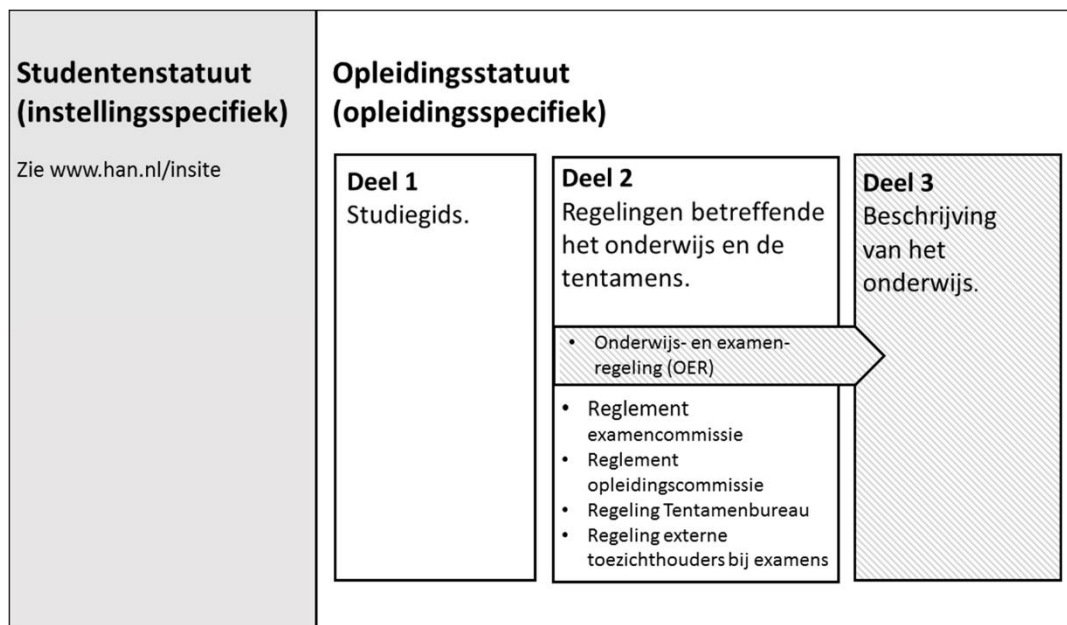 Studentenstatuut
(instellingsspecifiek)
Zie www.han.nl/insite
Opleidingsstatuut
(opleidingsspecifiek)
Deel 1
Studiegids.
Deel 2
Regelingen betreffende
het onderwijs en de
tentamens.
• Onderwijs- en examen-
regeling (OER)
• Reglement
examencommissie
• Reglement
opleidingscommissie
• Regeling Tentamenbureau
• Regeling externe
toezichthouders bij examens
Deel 3
Beschrijving
van het
onderwijs.